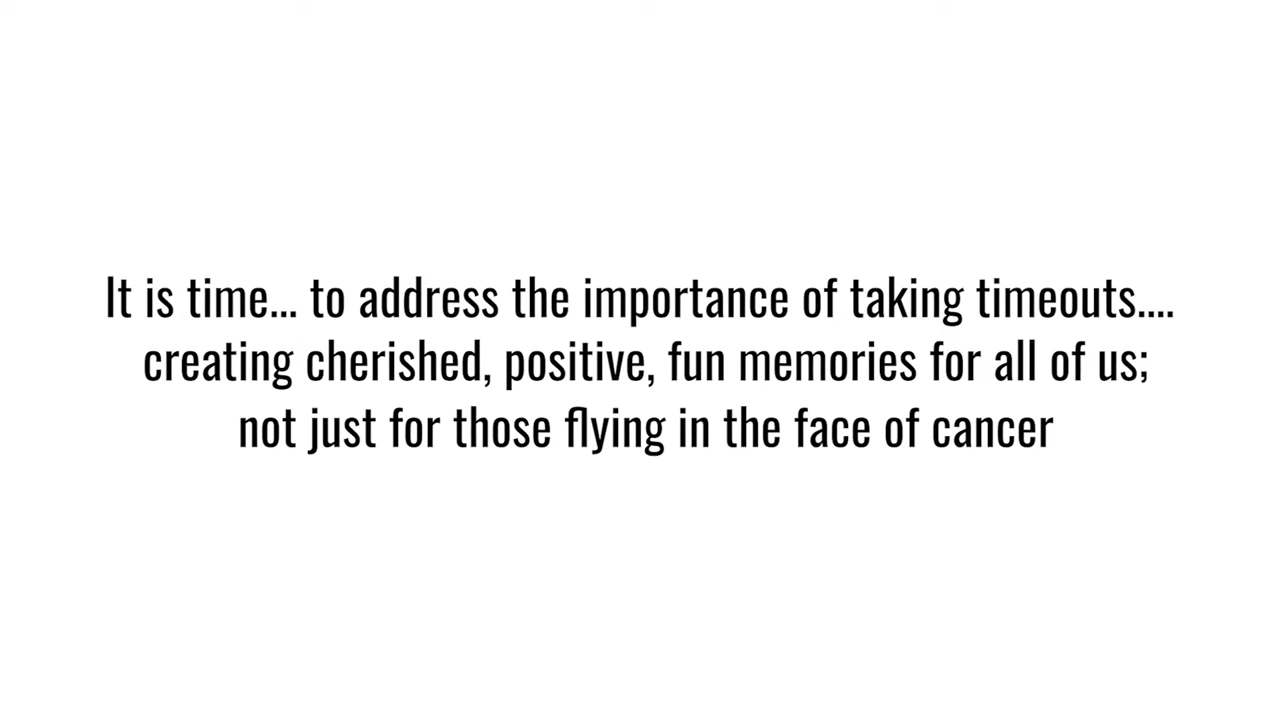 It is time... to address the importance of taking timeouts....
creating cherished, positive, fun memories for all of us;
not just for those flying in the face of cancer